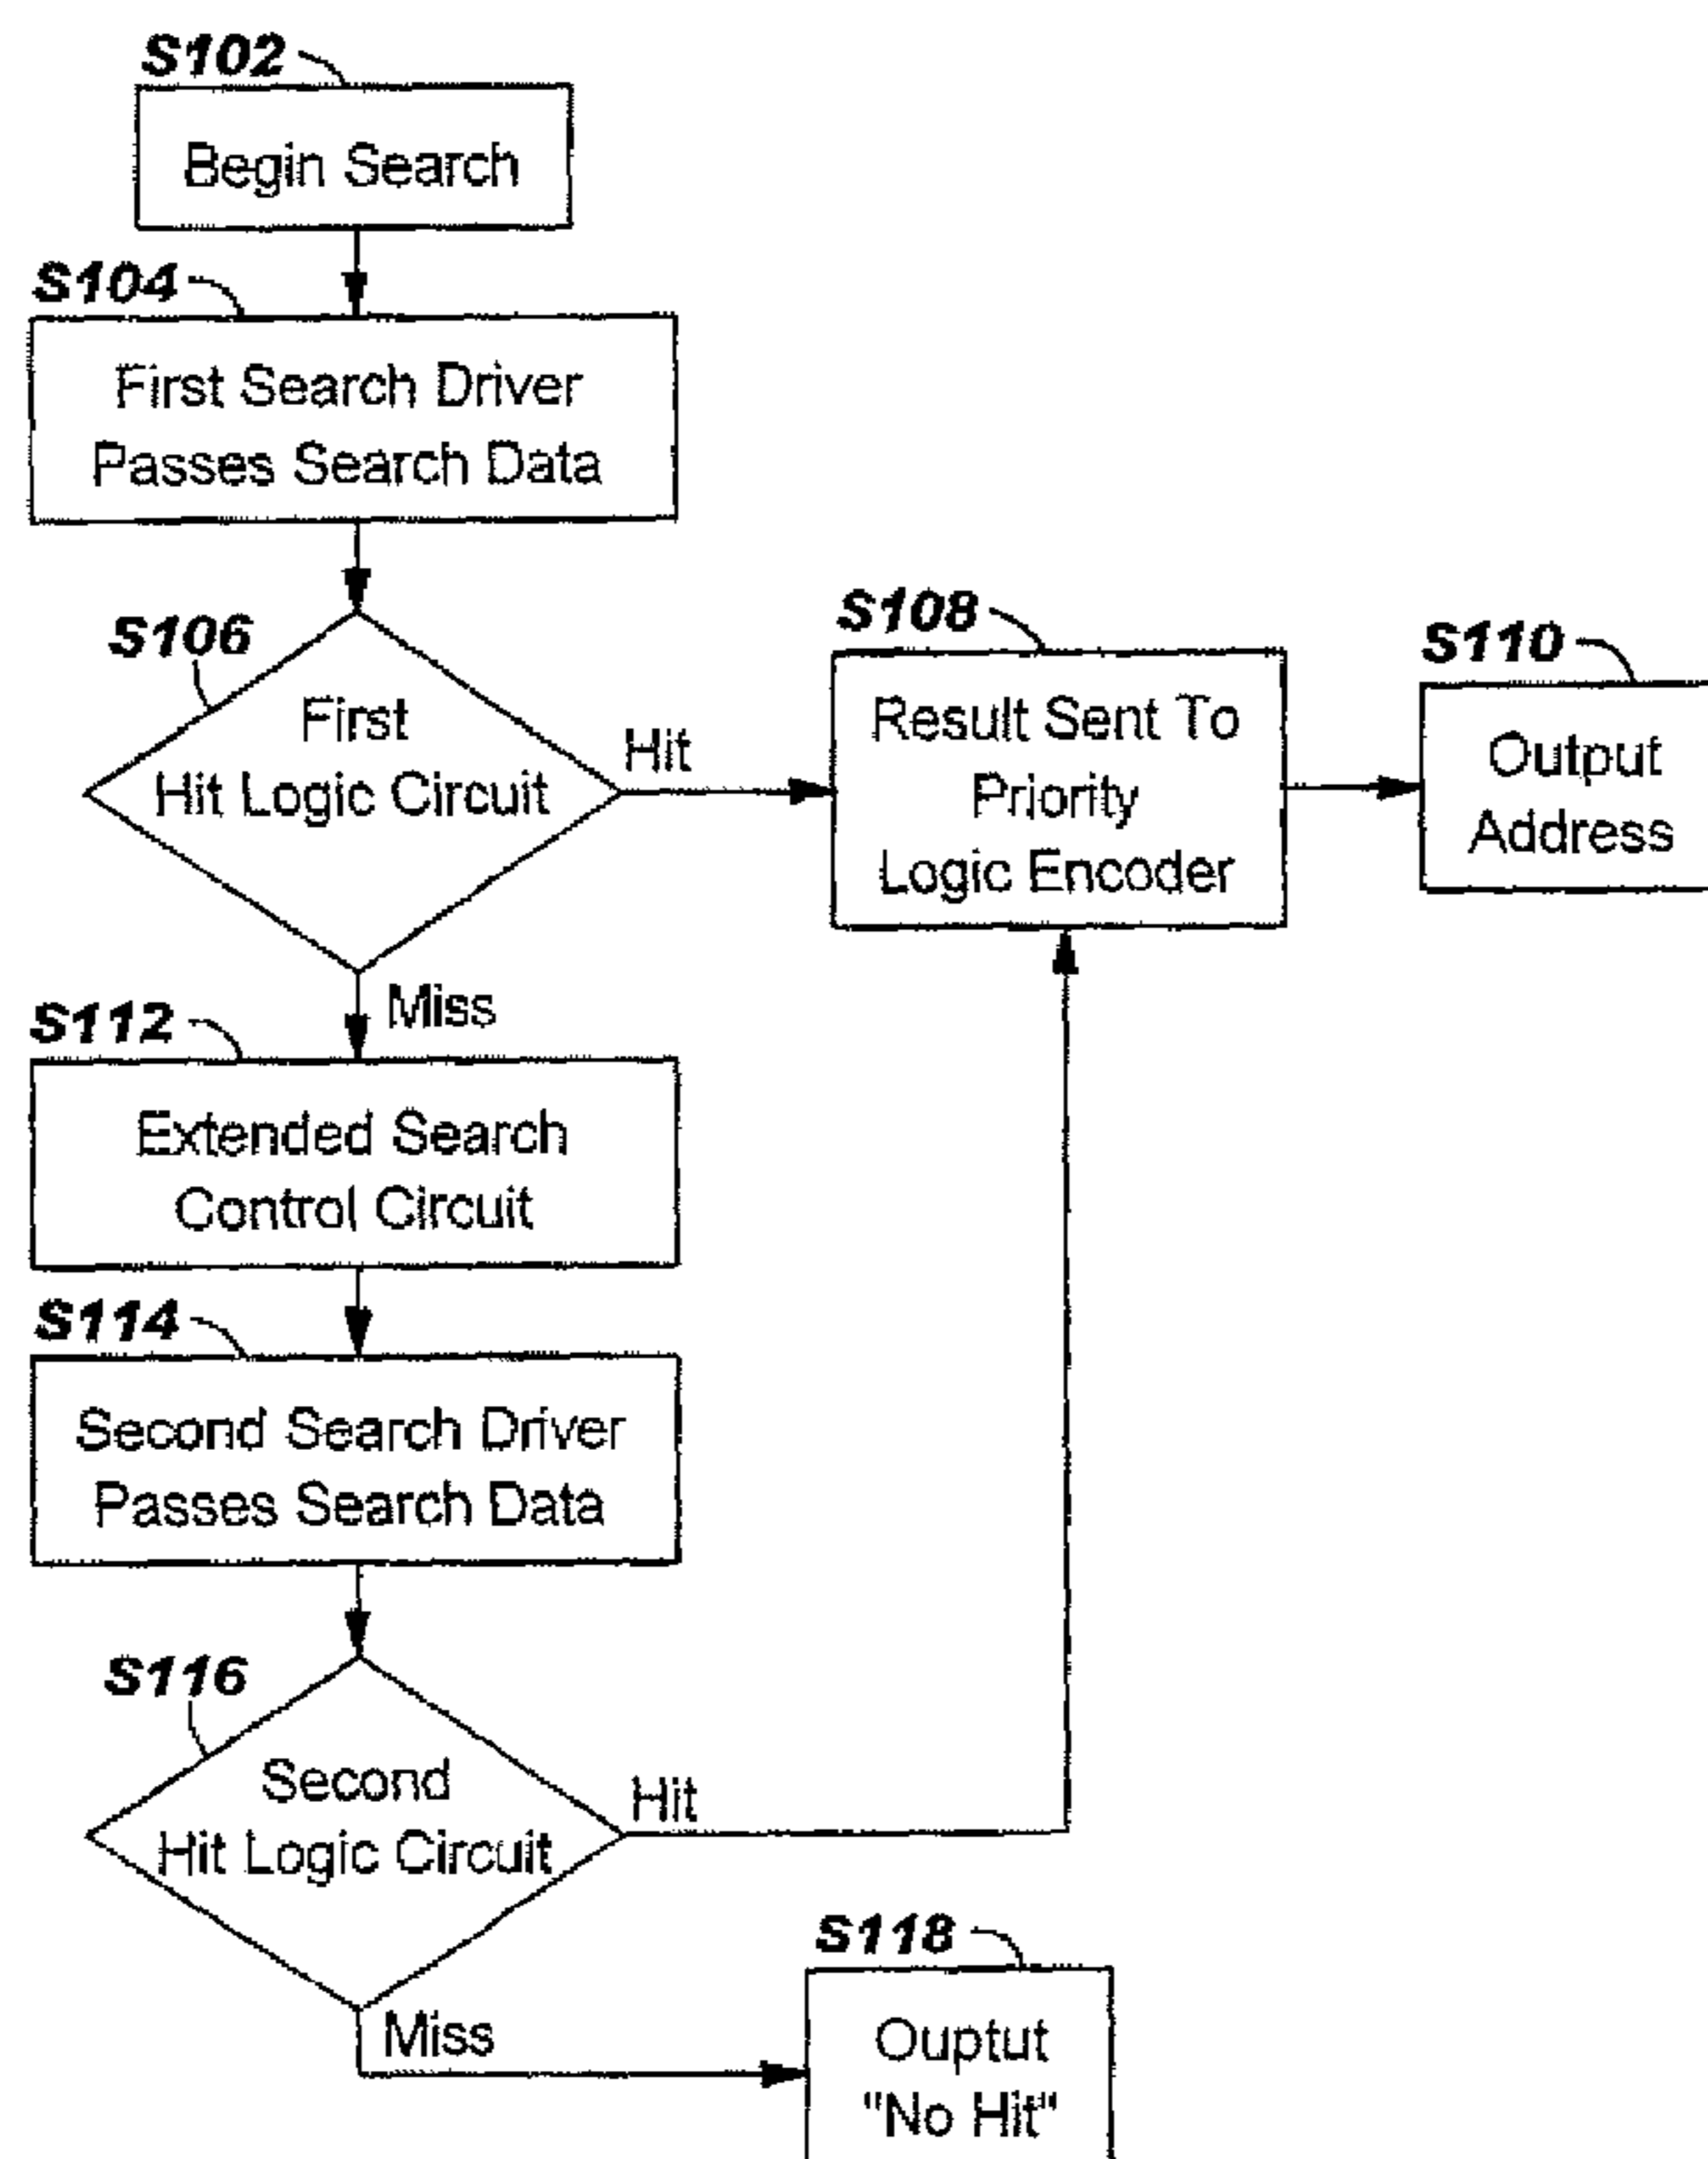 S102
Begin Search
S104
First Search Driver
Passes Search Data
S106
First
Hit Logic Circuit
Hit
Miss
S108
Result Sent To
Priority
Logic Encoder
S110
Output
Address
S112
Extended Search
Control Circuit
S114
Second Search Driver
Passes Search Data
S116
Second
Hit Logic Circuit
Hit
Miss
S118
Ouptut
"No Hit"